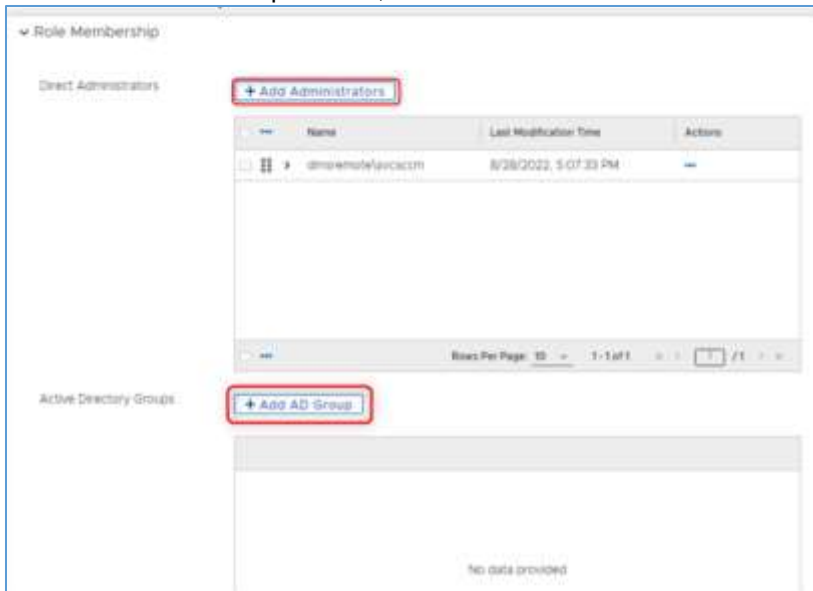 Role Membership
Direct Administrators
+ Add Administrators
Name Last Modification Time Actions
8/28/2022, 5:07:33 PM
Rows Per Page 10 1-1 of 1 1 / 1
Active Directory Groups
+ Add AD Group
No data provided